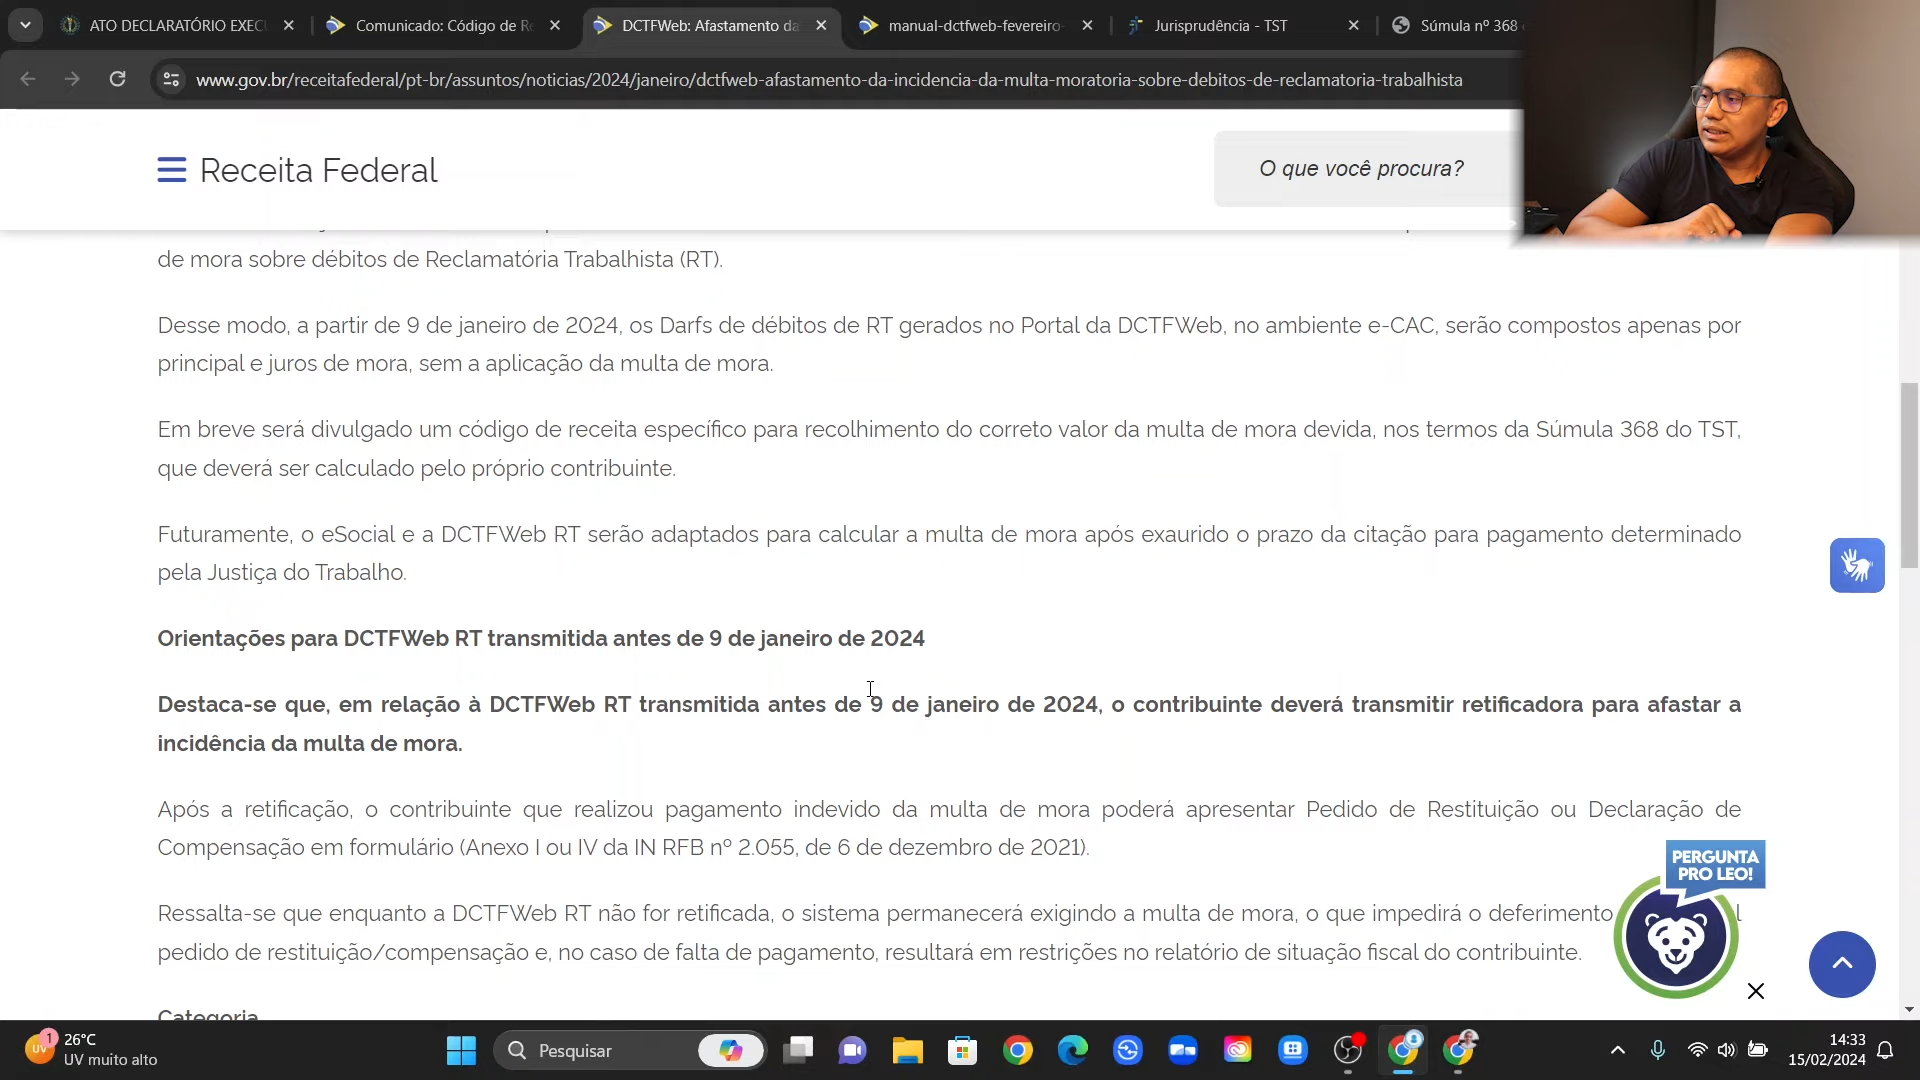 ATO DECLARATÓRIO EXECU
Comunicado: Código de Re
DCTFWeb: Afastamento da
manual-dctfweb-fevereiro-
Jurisprudência - TST
Súmula nº 368
www.gov.br/receitafederal/pt-br/assuntos/noticias/2024/janeiro/dctfweb-afastamento-da-incidencia-da-multa-moratoria-sobre-debitos-de-reclamatoria-trabalhista
Receita Federal
O que você procura?
de mora sobre débitos de Reclamatória Trabalhista (RT).
Desse modo, a partir de 9 de janeiro de 2024, os Darfs de débitos de RT gerados no Portal da DCTFWeb, no ambiente e-CAC, serão compostos apenas por
principal e juros de mora, sem a aplicação da multa de mora.
Em breve será divulgado um código de receita específico para recolhimento do correto valor da multa de mora devida, nos termos da Súmula 368 do TST,
que deverá ser calculado pelo próprio contribuinte.
Futuramente, o eSocial e a DCTFWeb RT serão adaptados para calcular a multa de mora após exaurido o prazo da citação para pagamento determinado
pela Justiça do Trabalho.
Orientações para DCTFWeb RT transmitida antes de 9 de janeiro de 2024
Destaca-se que, em relação à DCTFWeb RT transmitida antes de 9 de janeiro de 2024, o contribuinte deverá transmitir retificadora para afastar a
incidência da multa de mora.
Após a retificação, o contribuinte que realizou pagamento indevido da multa de mora poderá apresentar Pedido de Restituição ou Declaração de
Compensação em formulário (Anexo I ou IV da IN RFB nº 2.055, de 6 de dezembro de 2021).
PERGUNTA
PRO LEO!
Ressalta-se que enquanto a DCTFWeb RT não for retificada, o sistema permanecerá exigindo a multa de mora, o que impedirá o deferimento
pedido de restituição/compensação e, no caso de falta de pagamento, resultará em restrições no relatório de situação fiscal do contribuinte.
Categoria
UV
1
26°C
UV muito alto
Pesquisar
14:33
15/02/2024